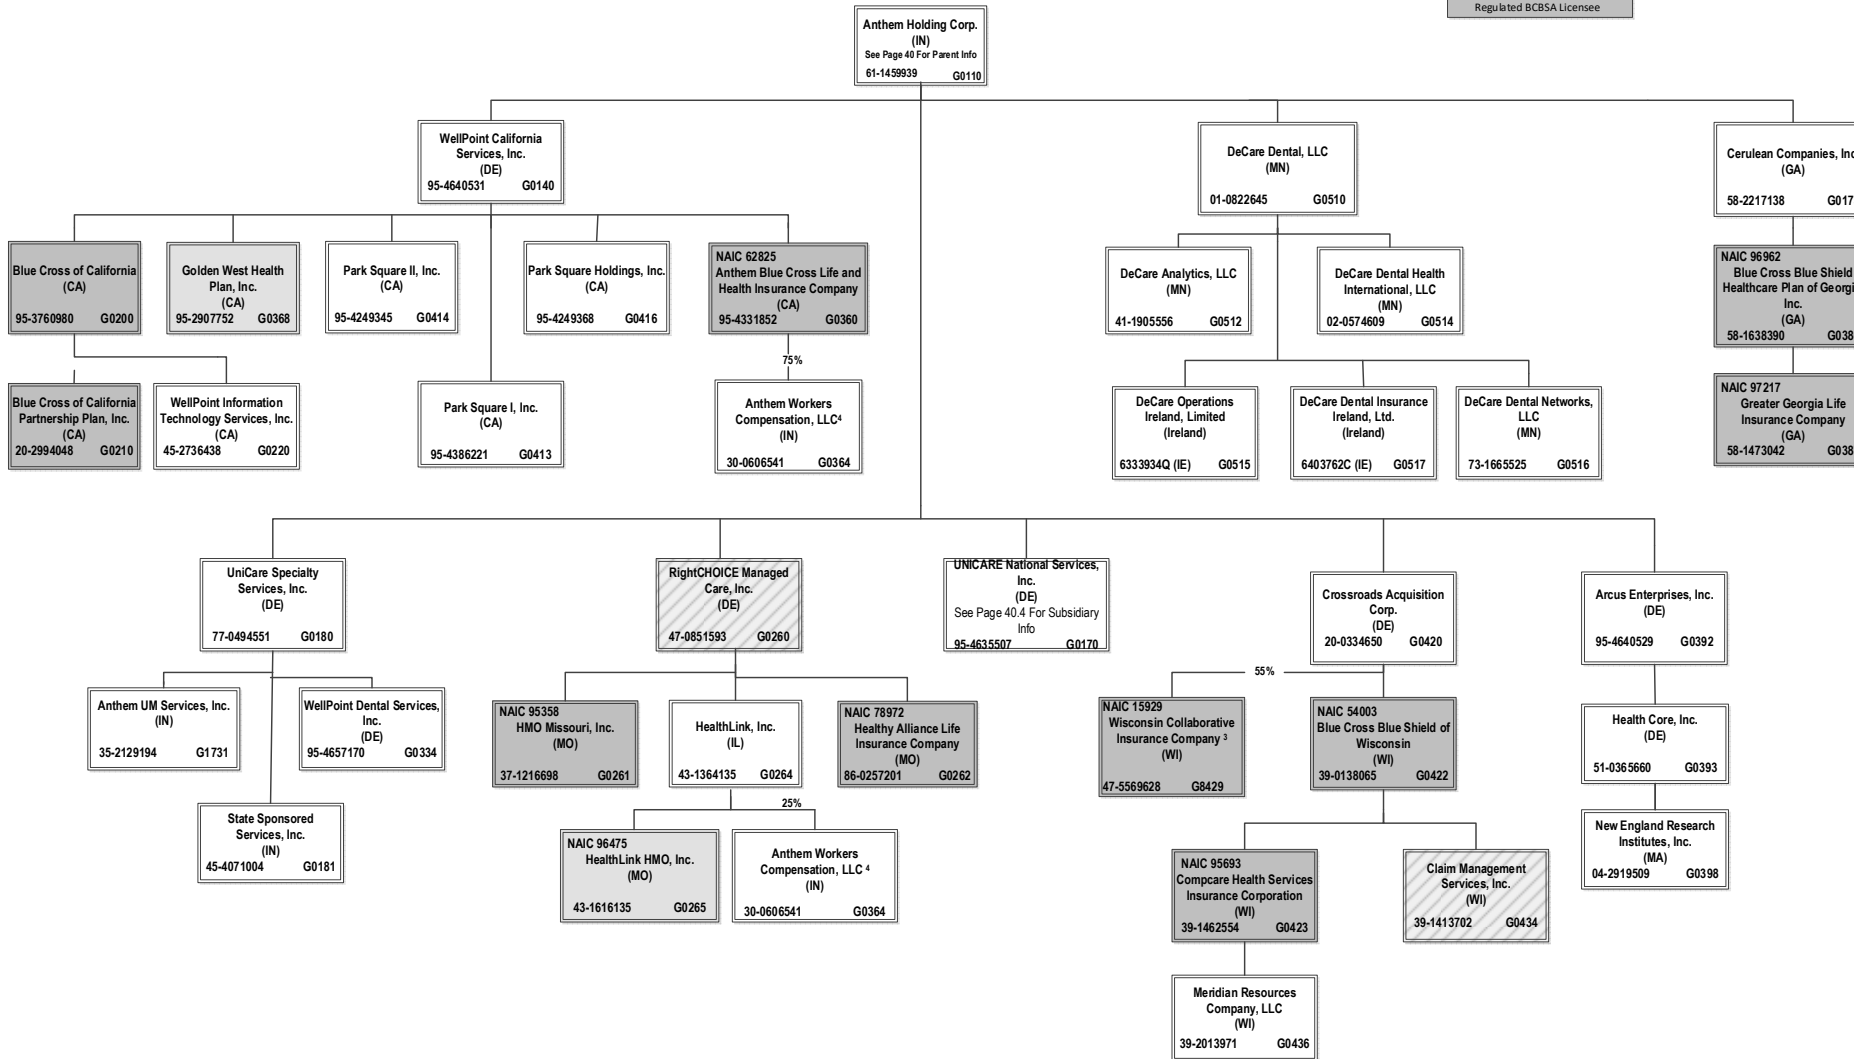 Regulated BCBSA Licensee
Anthem Holding Corp.
(IN)
See Page 40 For Parent Info
61-1459939 G0110
WellPoint California
Services, Inc.
(DE)
95-4640531 G0140
DeCare Dental, LLC
(MN)
01-0822645 G0510
Cerulean Companies, Inc
(GA)
58-2217138 G017
Blue Cross of California
(CA)
95-3760980 G0200
Golden West Health
Plan, Inc.
(CA)
95-2907752 G0368
Park Square II, Inc.
(CA)
95-4249345 G0414
Park Square Holdings, Inc.
(CA)
95-4249368 G0416
NAIC 62825
Anthem Blue Cross Life and
Health Insurance Company
(CA)
95-4331852 G0360
DeCare Analytics, LLC
(MN)
41-1905556 G0512
DeCare Dental Health
International, LLC
(MN)
02-0574609 G0514
NAIC 96962
Blue Cross Blue Shield
Healthcare Plan of Georgi
Inc.
(GA)
58-1638390 G038
75%
Blue Cross of California
Partnership Plan, Inc.
(CA)
20-2994048 G0210
WellPoint Information
Technology Services, Inc.
(CA)
45-2736438 G0220
Park Square I, Inc.
(CA)
95-4386221 G0413
Anthem Workers
Compensation, LLC⁴
(IN)
30-0606541 G0364
DeCare Operations
Ireland, Limited
(Ireland)
6333934Q (IE) G0515
DeCare Dental Insurance
Ireland, Ltd.
(Ireland)
6403762C (IE) G0517
DeCare Dental Networks,
LLC
(MN)
73-1665525 G0516
NAIC 97217
Greater Georgia Life
Insurance Company
(GA)
58-1473042 G038
UniCare Specialty
Services, Inc.
(DE)
77-0494551 G0180
RightCHOICE Managed
Care, Inc.
(DE)
47-0851593 G0260
UNICARE National Services,
Inc.
(DE)
See Page 40.4 For Subsidiary
Info
95-4635507 G0170
Crossroads Acquisition
Corp.
(DE)
20-0334650 G0420
Arcus Enterprises, Inc.
(DE)
95-4640529 G0392
55%
Anthem UM Services, Inc.
(IN)
35-2129194 G1731
WellPoint Dental Services,
Inc.
(DE)
95-4657170 G0334
NAIC 95358
HMO Missouri, Inc.
(MO)
37-1216698 G0261
HealthLink, Inc.
(IL)
43-1364135 G0264
NAIC 78972
Healthy Alliance Life
Insurance Company
(MO)
86-0257201 G0262
NAIC 15929
Wisconsin Collaborative
Insurance Company ³
(WI)
47-5569628 G8429
NAIC 54003
Blue Cross Blue Shield of
Wisconsin
(WI)
39-0138065 G0422
Health Core, Inc.
(DE)
51-0365660 G0393
25%
State Sponsored
Services, Inc.
(IN)
45-4071004 G0181
NAIC 96475
HealthLink HMO, Inc.
(MO)
43-1616135 G0265
Anthem Workers
Compensation, LLC ⁴
(IN)
30-0606541 G0364
NAIC 95693
Compcare Health Services
Insurance Corporation
(WI)
39-1462554 G0423
Claim Management
Services, Inc.
(WI)
39-1413702 G0434
New England Research
Institutes, Inc.
(MA)
04-2919509 G0398
Meridian Resources
Company, LLC
(WI)
39-2013971 G0436